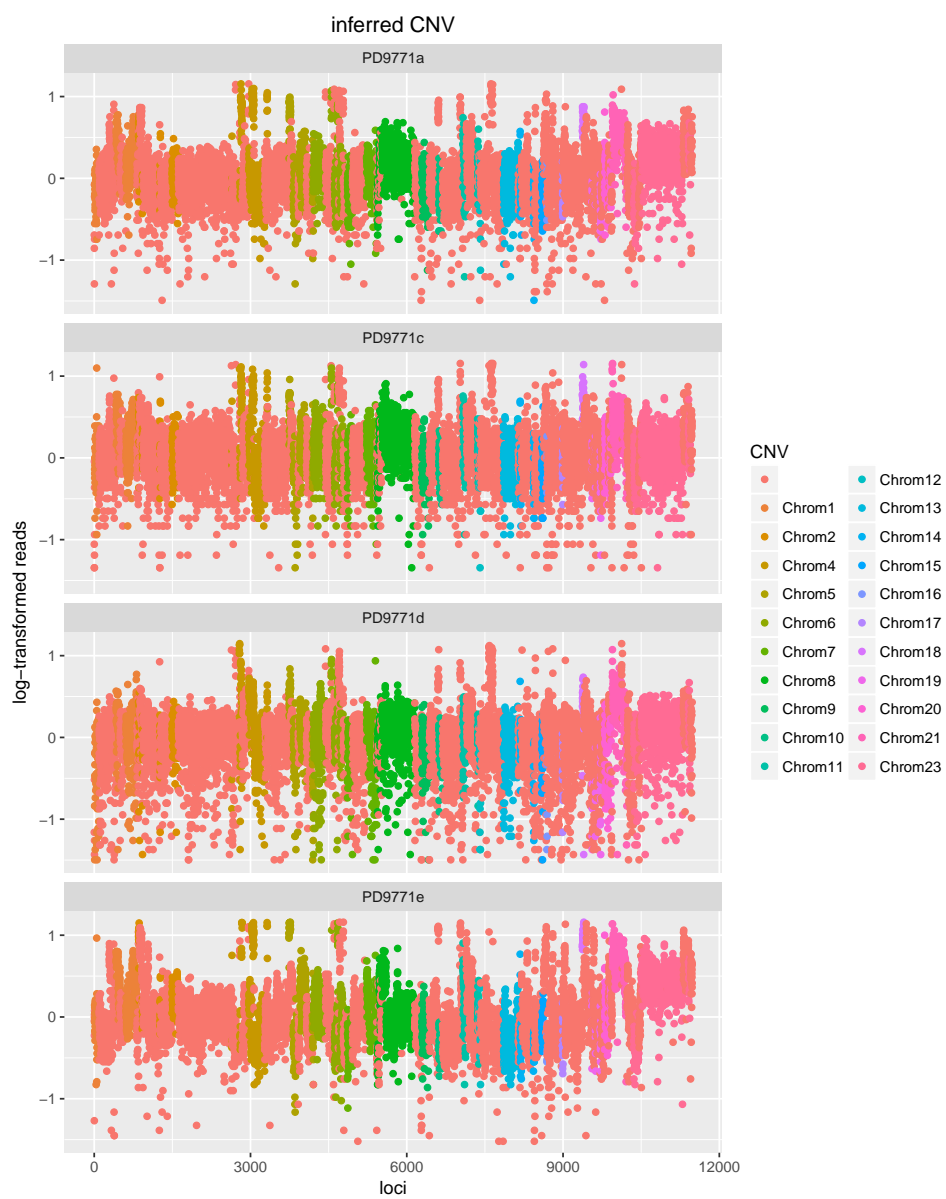 inferred CNV
PD9771a
1
0
−1
PD9771c
1
0
−1
PD9771d
1
0
−1
PD9771e
1
0
−1
0 3000 6000 9000 12000
loci
log−transformed reads
CNV
Chrom1
Chrom2
Chrom4
Chrom5
Chrom6
Chrom7
Chrom8
Chrom9
Chrom10
Chrom11
Chrom12
Chrom13
Chrom14
Chrom15
Chrom16
Chrom17
Chrom18
Chrom19
Chrom20
Chrom21
Chrom23